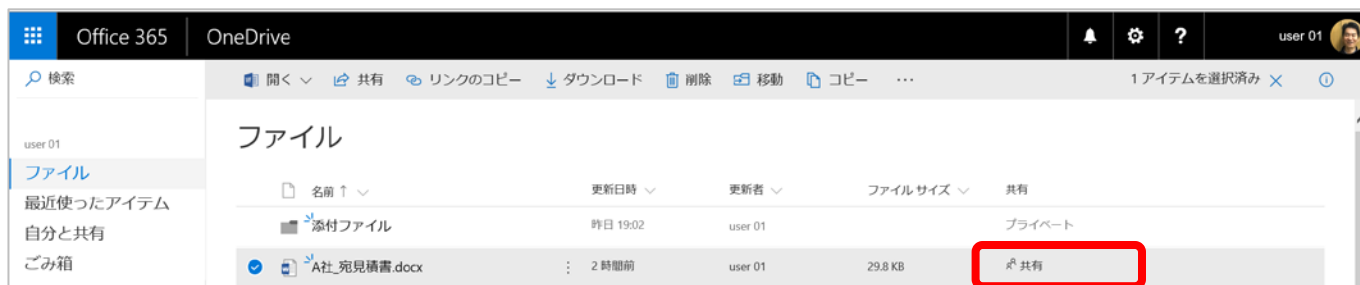 Office 365 OneDrive ? user 01
検索 開く 共有 リンクのコピー ダウンロード 削除 移動 コピー ... 1 アイテムを選択済み
user 01
ファイル
ファイル
最近使ったアイテム
自分と共有
ごみ箱
名前 ↑ 更新日時 更新者 ファイル サイズ 共有
添付ファイル 昨日 19:02 user 01 プライベート
A社_宛見積書.docx 2 時間前 user 01 29.8 KB 共有